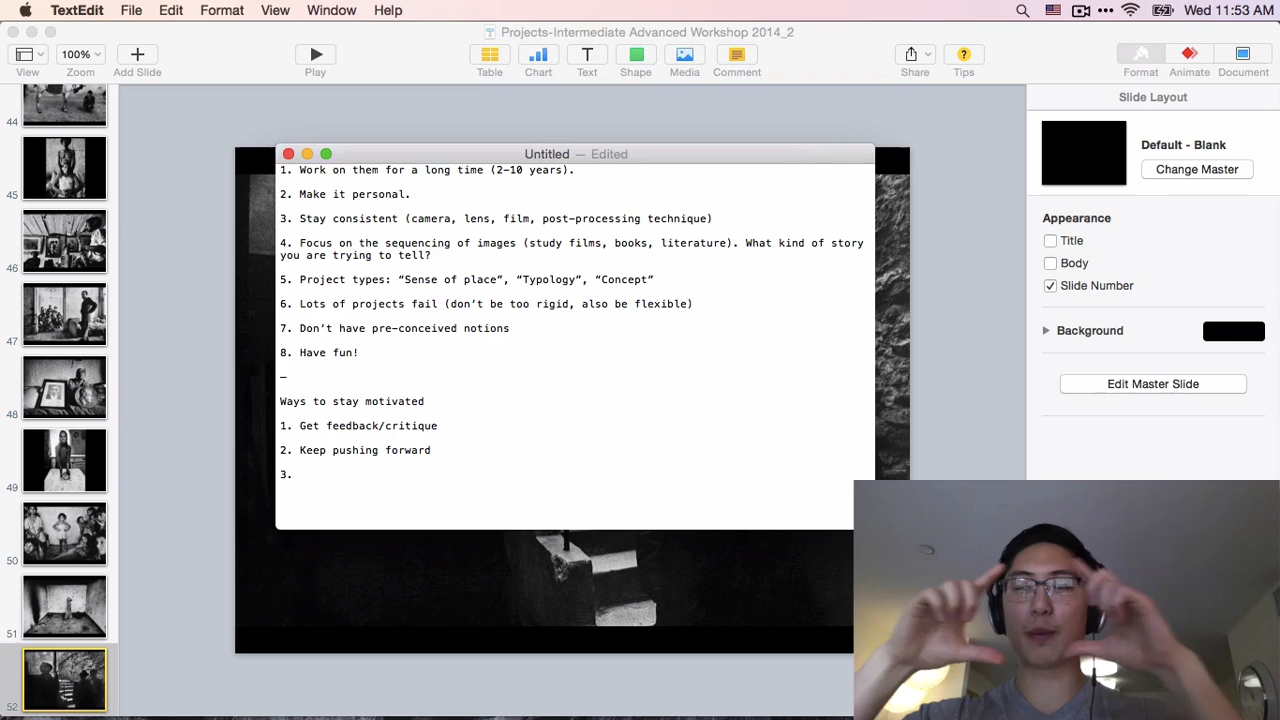 TextEdit File Edit Format View Window Help Wed 11:53 AM
Projects-Intermediate Advanced Workshop 2014_2
100%
View Zoom Add Slide Play Table Chart Text Shape Media Comment Share Tips Format Animate Document
Slide Layout
Default - Blank
Change Master
Appearance
Title
Body
Slide Number
Background
Edit Master Slide
44
45
46
47
48
49
50
51
52
Untitled — Edited
1. Work on them for a long time (2-10 years).
2. Make it personal.
3. Stay consistent (camera, lens, film, post-processing technique)
4. Focus on the sequencing of images (study films, books, literature). What kind of story
you are trying to tell?
5. Project types: “Sense of place”, “Typology”, “Concept”
6. Lots of projects fail (don’t be too rigid, also be flexible)
7. Don’t have pre-conceived notions
8. Have fun!
—
Ways to stay motivated
1. Get feedback/critique
2. Keep pushing forward
3.